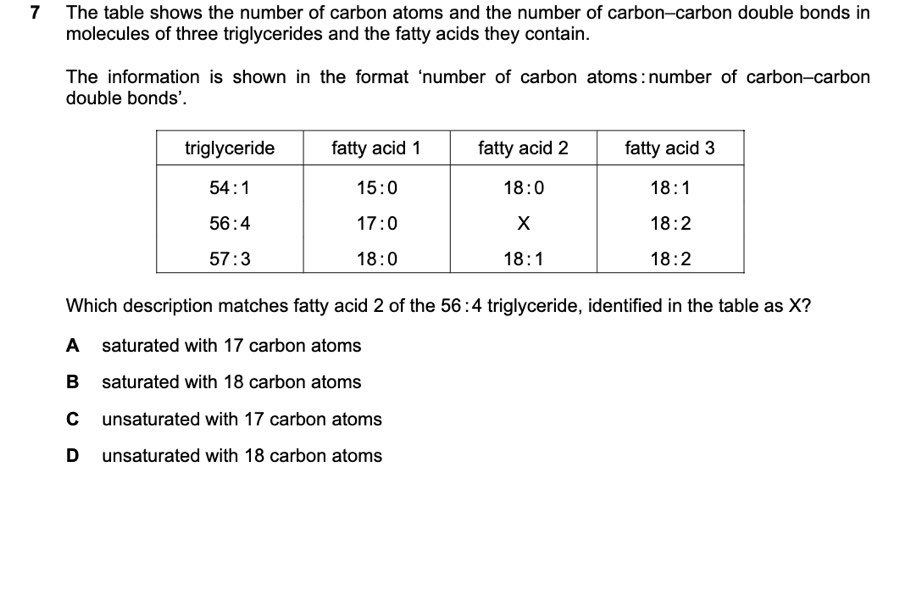 7 The table shows the number of carbon atoms and the number of carbon–carbon double bonds in
molecules of three triglycerides and the fatty acids they contain.
The information is shown in the format ‘number of carbon atoms:number of carbon–carbon
double bonds’.
triglyceride fatty acid 1 fatty acid 2 fatty acid 3
54:1 15:0 18:0 18:1
56:4 17:0 X 18:2
57:3 18:0 18:1 18:2
Which description matches fatty acid 2 of the 56:4 triglyceride, identified in the table as X?
A saturated with 17 carbon atoms
B saturated with 18 carbon atoms
C unsaturated with 17 carbon atoms
D unsaturated with 18 carbon atoms